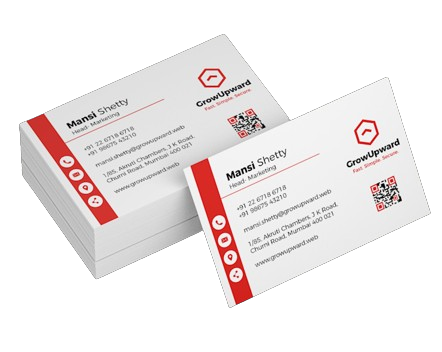 Mansi Shetty
Head- Marketing
+91 22 6718 6718
+91 98675 43210
mansi.shetty@growupward.web
1/85, Akruti Chambers, J K Road,
Churni Road, Mumbai 400 021
www.growupward.web
GrowUpward
Fast. Simple. Secure.
Mansi Shetty
Head- Marketing
+91 22 6718 6718
+91 98675 43210
mansi.shetty@growupward.web
1/85, Akruti Chambers, J K Road,
Churni Road, Mumbai 400 021
www.growupward.web
GrowUpward
Fast. Simple. Secure.